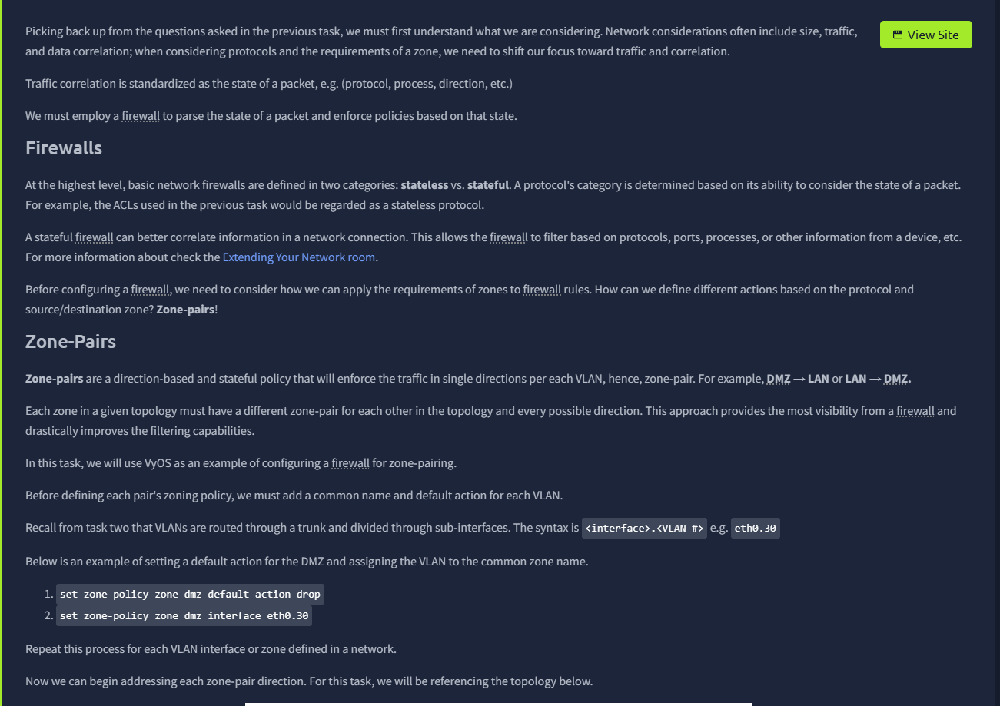 Picking back up from the questions asked in the previous task, we must first understand what we are considering. Network considerations often include size, traffic,
and data correlation; when considering protocols and the requirements of a zone, we need to shift our focus toward traffic and correlation.
View Site
Traffic correlation is standardized as the state of a packet, e.g. (protocol, process, direction, etc.)
We must employ a firewall to parse the state of a packet and enforce policies based on that state.
Firewalls
At the highest level, basic network firewalls are defined in two categories: stateless vs. stateful. A protocol's category is determined based on its ability to consider the state of a packet.
For example, the ACLs used in the previous task would be regarded as a stateless protocol.
A stateful firewall can better correlate information in a network connection. This allows the firewall to filter based on protocols, ports, processes, or other information from a device, etc.
For more information about check the Extending Your Network room.
Before configuring a firewall, we need to consider how we can apply the requirements of zones to firewall rules. How can we define different actions based on the protocol and
source/destination zone? Zone-pairs!
Zone-Pairs
Zone-pairs are a direction-based and stateful policy that will enforce the traffic in single directions per each VLAN, hence, zone-pair. For example, DMZ → LAN or LAN → DMZ.
Each zone in a given topology must have a different zone-pair for each other in the topology and every possible direction. This approach provides the most visibility from a firewall and
drastically improves the filtering capabilities.
In this task, we will use VyOS as an example of configuring a firewall for zone-pairing.
Before defining each pair's zoning policy, we must add a common name and default action for each VLAN.
Recall from task two that VLANs are routed through a trunk and divided through sub-interfaces. The syntax is <interface>.<VLAN #> e.g. eth0.30
Below is an example of setting a default action for the DMZ and assigning the VLAN to the common zone name.
1. set zone-policy zone dmz default-action drop
2. set zone-policy zone dmz interface eth0.30
Repeat this process for each VLAN interface or zone defined in a network.
Now we can begin addressing each zone-pair direction. For this task, we will be referencing the topology below.